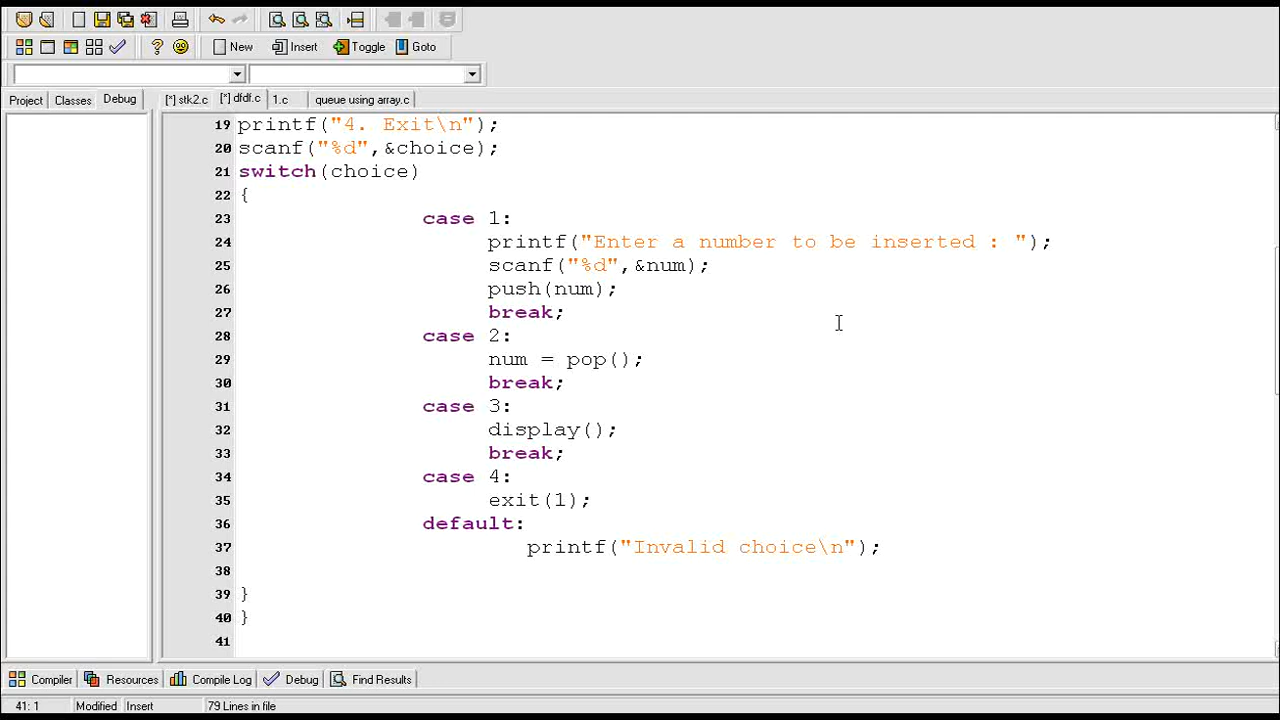 New Insert Toggle Goto
Project Classes Debug [*] stk2.c [*] dfdf.c 1.c queue using array.c
19 printf("4. Exit\n");
20 scanf("%d",&choice);
21 switch(choice)
22 {
23 case 1:
24 printf("Enter a number to be inserted : ");
25 scanf("%d",&num);
26 push(num);
27 break;
28 case 2:
29 num = pop();
30 break;
31 case 3:
32 display();
33 break;
34 case 4:
35 exit(1);
36 default:
37 printf("Invalid choice\n");
38
39 }
40 }
41
Compiler Resources Compile Log Debug Find Results
41: 1 Modified Insert 79 Lines in file